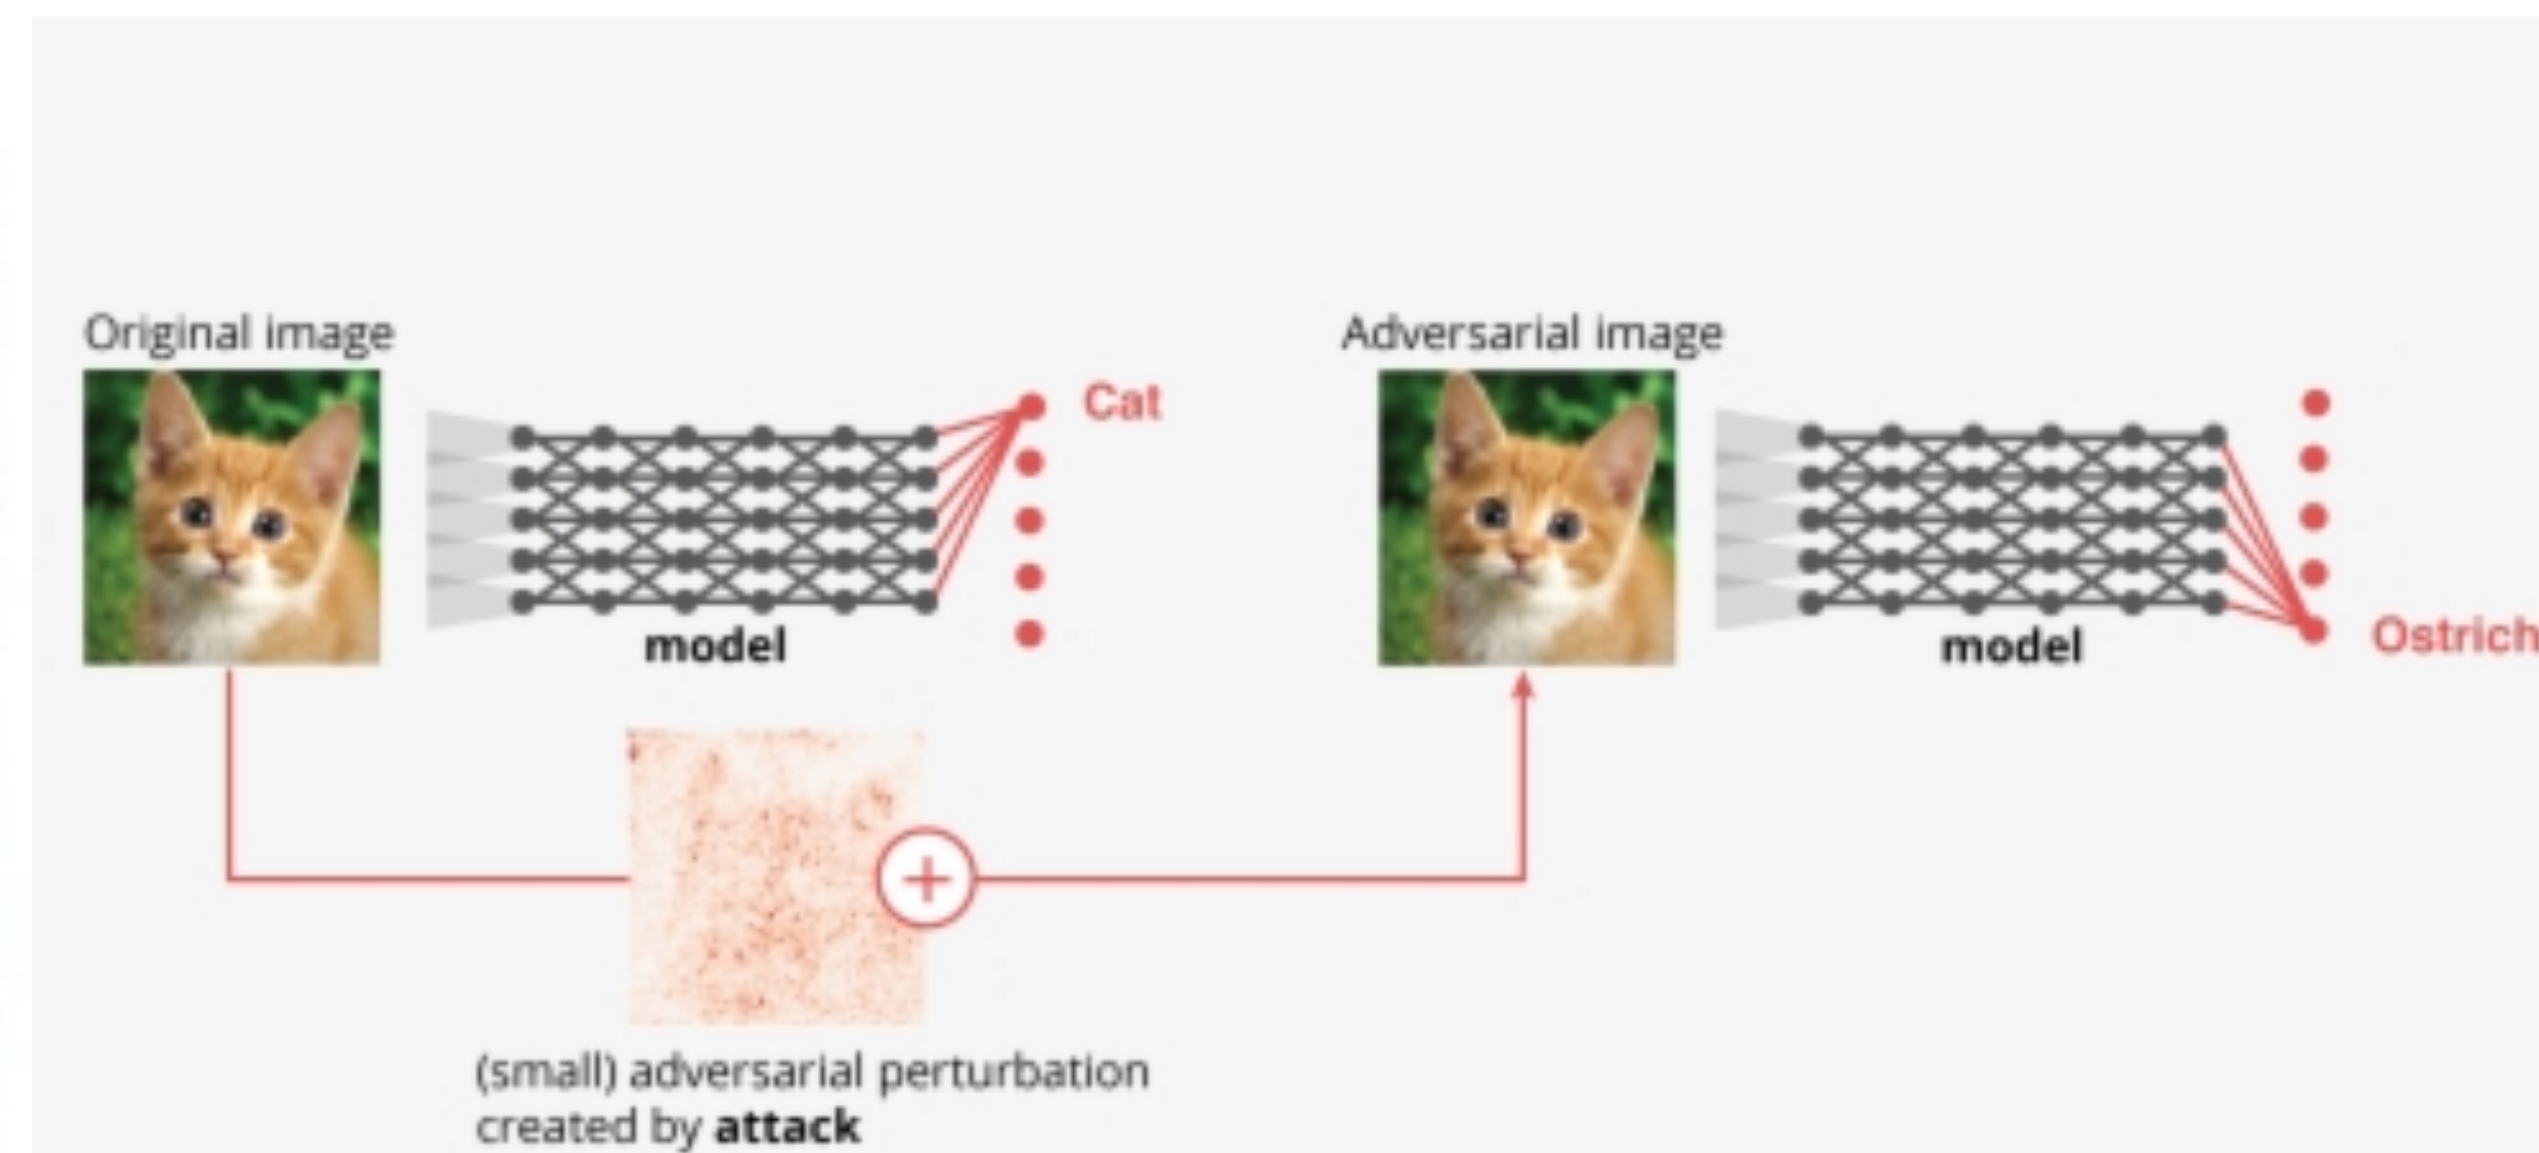 Original image
Cat
model
(small) adversarial perturbation
created by attack
Adversarial image
model
Ostrich